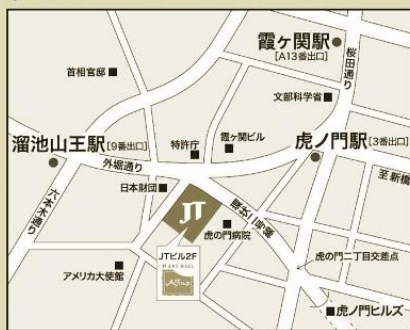 霞ヶ関駅
[A13番出口]
桜田通り
首相官邸
文部科学省
溜池山王駅[9番出口]
特許庁
霞ヶ関ビル
虎ノ門駅[3番出口]
外堀通り
至新橋
六本木通り
日本財団
JT
虎の門病院
JTビル2F
JT ART HALL
Affinis
アメリカ大使館
虎の門二丁目交差点
虎ノ門ヒルズ